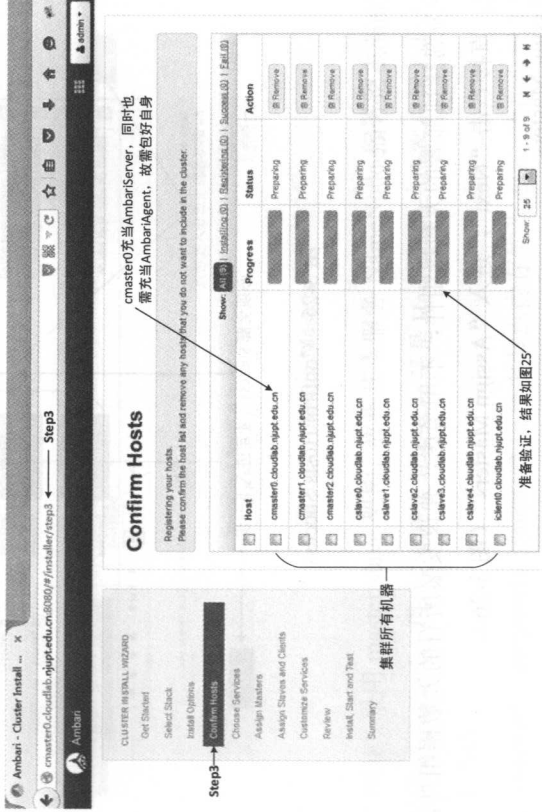 Ambari - Cluster Install ... ×
cmaster0.cloudlab.njupt.edu.cn:8080/#/installer/step3
Step3
Ambari
admin
CLUSTER INSTALL WIZARD
Get Started
Select Stack
Install Options
Step3
Confirm Hosts
Choose Services
Assign Masters
Assign Slaves and Clients
Customize Services
Review
Install, Start and Test
Summary
Confirm Hosts
Registering your hosts.
Please confirm the host list and remove any hosts that you do not want to include in the cluster.
cmaster0充当AmbariServer，同时也
需充当AmbariAgent，故需包好自身
Show: All (9) | Installing (0) | Registering (0) | Success (0) | Fail (0)
Host Progress Status Action
cmaster0.cloudlab.njupt.edu.cn Preparing Remove
cmaster1.cloudlab.njupt.edu.cn Preparing Remove
cmaster2.cloudlab.njupt.edu.cn Preparing Remove
cslave0.cloudlab.njupt.edu.cn Preparing Remove
cslave1.cloudlab.njupt.edu.cn Preparing Remove
cslave2.cloudlab.njupt.edu.cn Preparing Remove
cslave3.cloudlab.njupt.edu.cn Preparing Remove
cslave4.cloudlab.njupt.edu.cn Preparing Remove
iclient0.cloudlab.njupt.edu.cn Preparing Remove
集群所有机器
Show: 25 1 - 9 of 9
准备验证，结果如图25